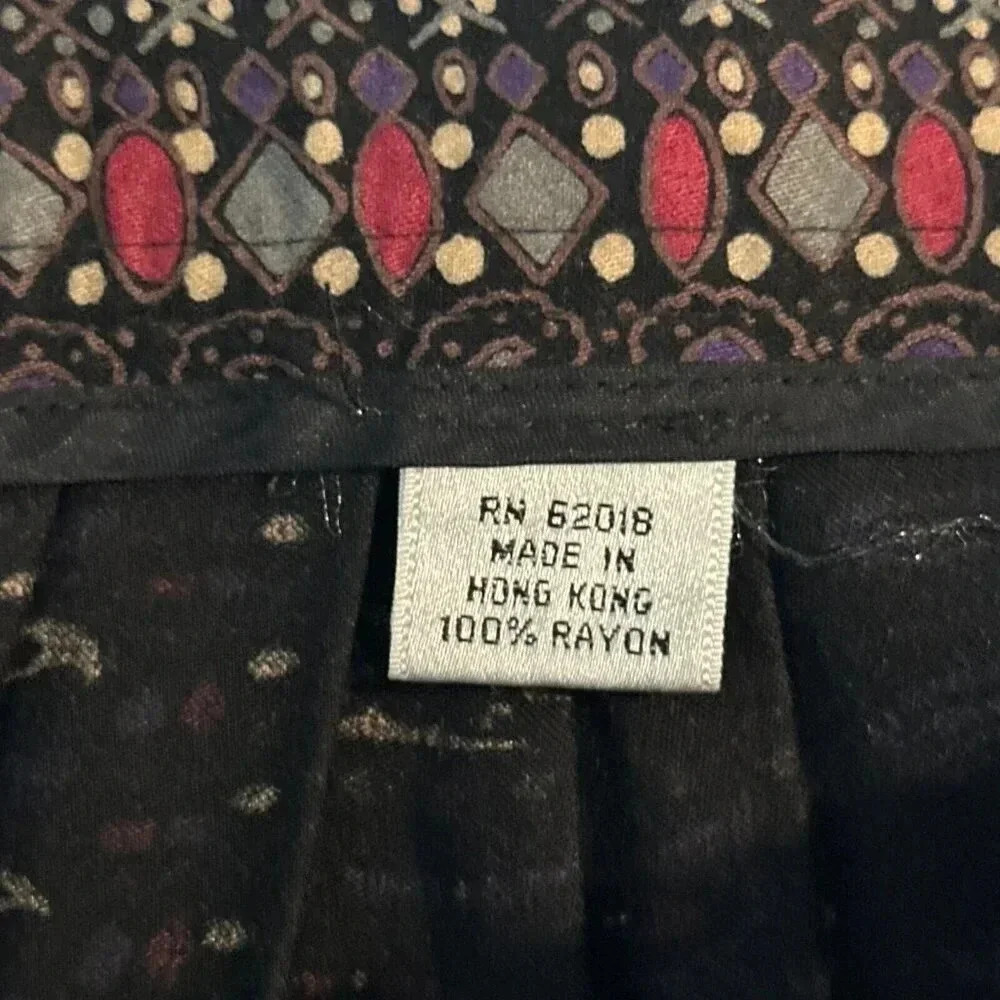 RN 62018
MADE IN
HONG KONG
100% RAYON